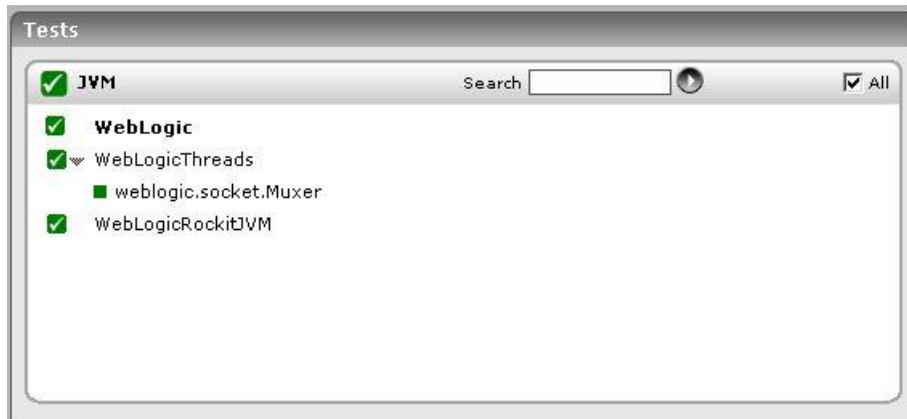 Tests
JVM Search All
WebLogic
WebLogicThreads
weblogic.socket.Muxer
WebLogicRockitJVM